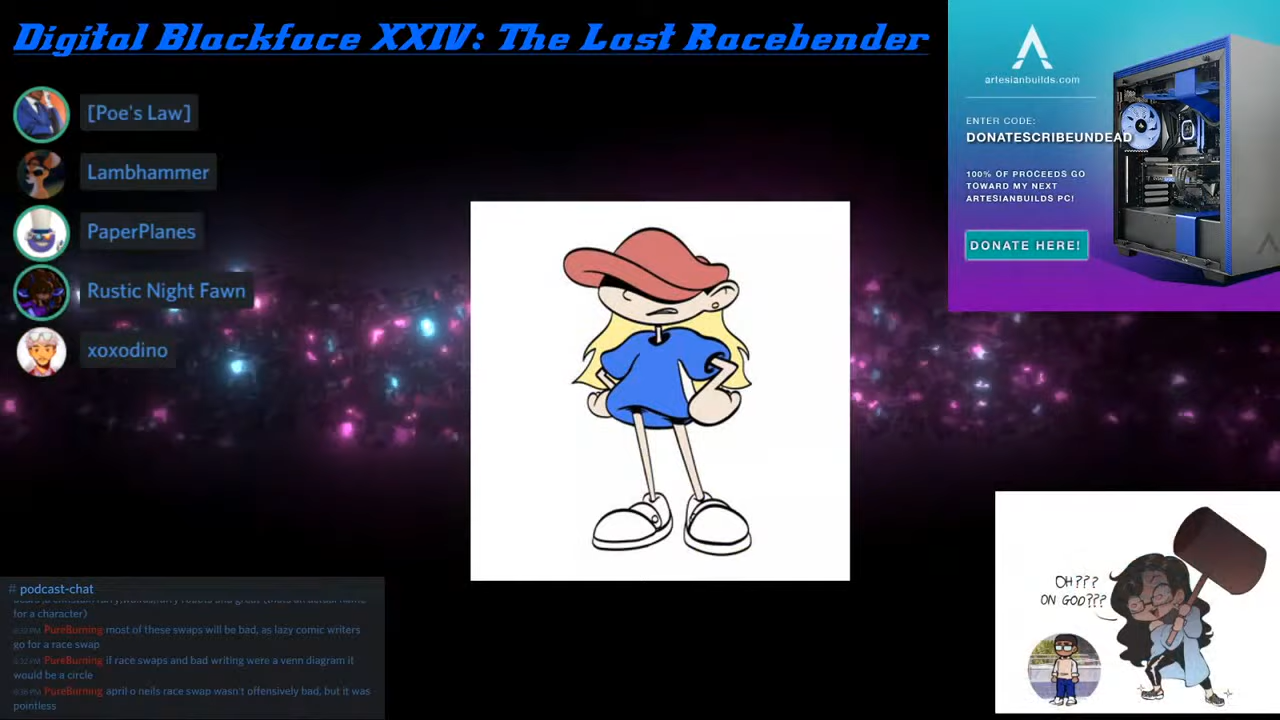 Digital Blackface XXIV: The Last Racebender
[Poe's Law]
Lambhammer
PaperPlanes
Rustic Night Fawn
xoxodino
artesianbuilds.com
ENTER CODE:
DONATESCRIBEUNDEAD
100% OF PROCEEDS GO
TOWARD MY NEXT
ARTESIANBUILDS PC!
DONATE HERE!
OH???
ON GOD???
# podcast-chat
for a character)
PureBurning most of these swaps will be bad, as lazy comic writers
go for a race swap
PureBurning if race swaps and bad writing were a venn diagram it
would be a circle
PureBurning april o neils race swap wasn't offensively bad, but it was
pointless